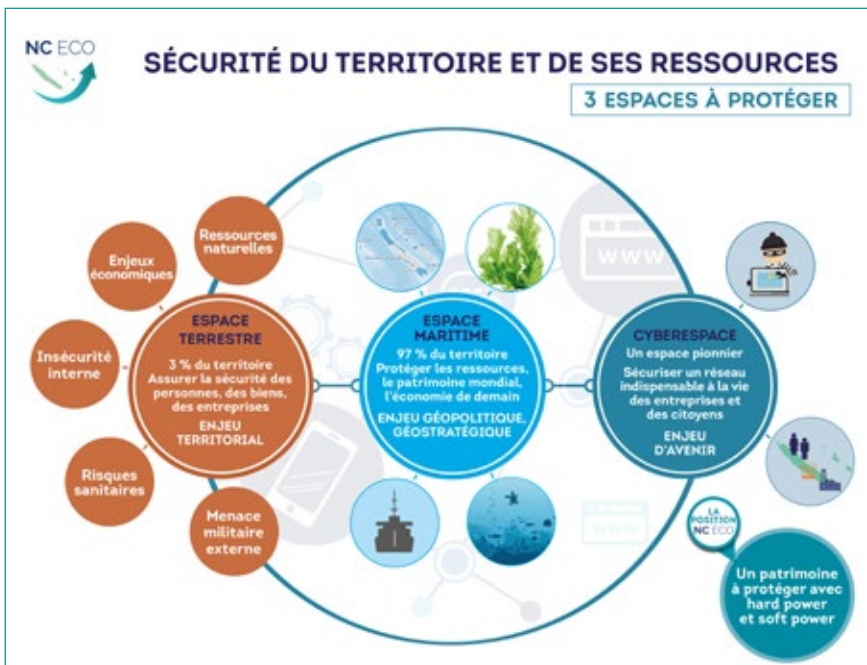 NC ECO
SÉCURITÉ DU TERRITOIRE ET DE SES RESSOURCES
3 ESPACES À PROTÉGER
Ressources
naturelles
Enjeux
économiques
Insécurité
interne
Risques
sanitaires
Menace
militaire
externe
ESPACE
TERRESTRE
3 % du territoire
Assurer la sécurité des
personnes, des biens,
des entreprises
ENJEU
TERRITORIAL
ESPACE
MARITIME
97 % du territoire
Protéger les ressources,
le patrimoine mondial,
l'économie de demain
ENJEU GÉOPOLITIQUE,
GÉOSTRATÉGIQUE
WWW
CYBERESPACE
Un espace pionnier
Sécuriser un réseau
indispensable à la vie
des entreprises et
des citoyens
ENJEU
D'AVENIR
LA
POSITION
NC ECO
Un patrimoine
à protéger avec
hard power
et soft power